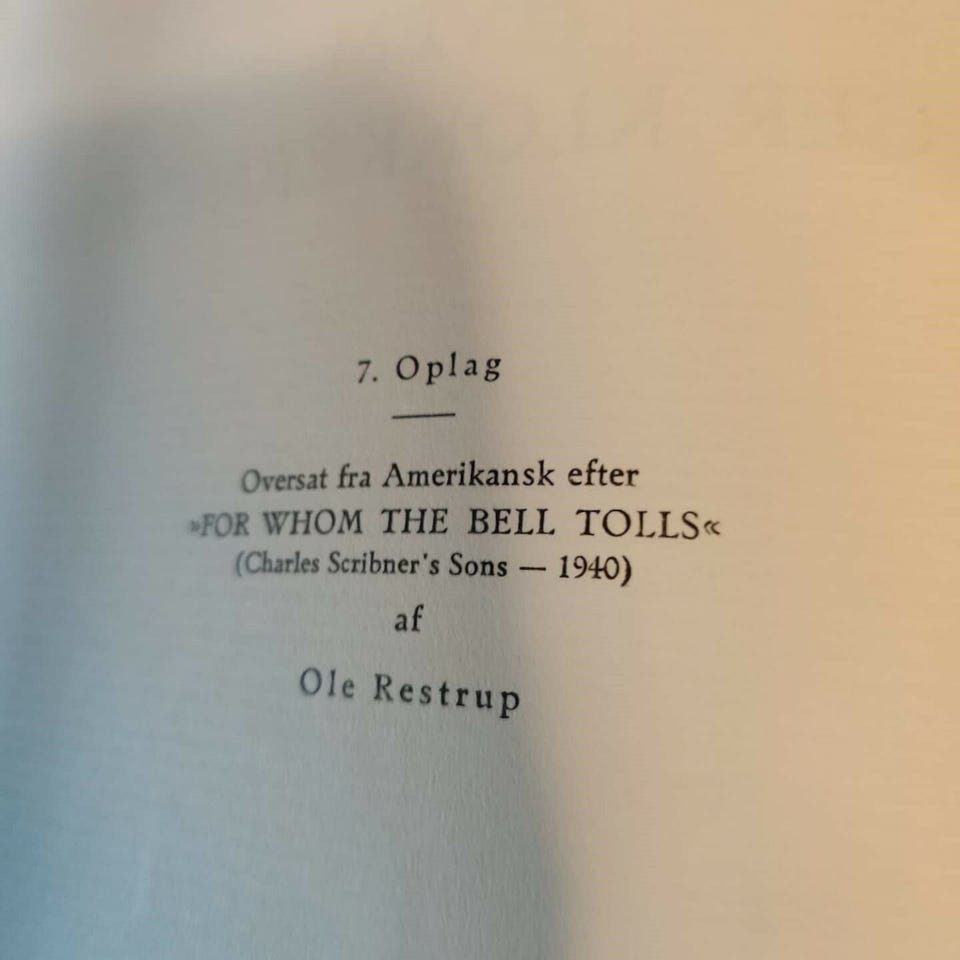 7. Oplag
Oversat fra Amerikansk efter
»FOR WHOM THE BELL TOLLS«
(Charles Scribner's Sons — 1940)
af
Ole Restrup